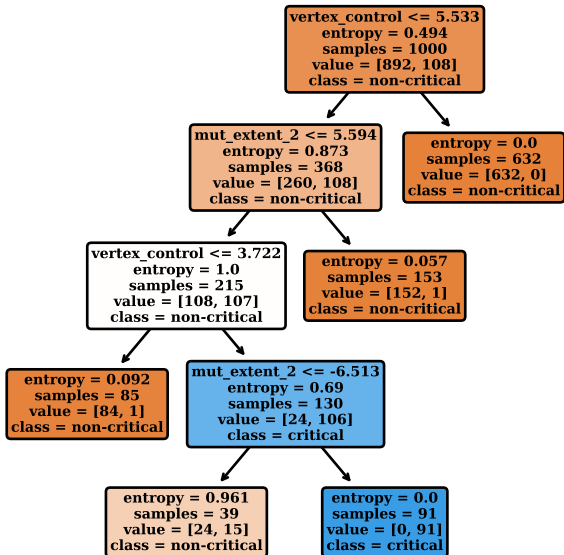 vertex_control <= 5.533
entropy = 0.494
samples = 1000
value = [892, 108]
class = non-critical
mut_extent_2 <= 5.594
entropy = 0.873
samples = 368
value = [260, 108]
class = non-critical
entropy = 0.0
samples = 632
value = [632, 0]
class = non-critical
vertex_control <= 3.722
entropy = 1.0
samples = 215
value = [108, 107]
class = non-critical
entropy = 0.057
samples = 153
value = [152, 1]
class = non-critical
entropy = 0.092
samples = 85
value = [84, 1]
class = non-critical
mut_extent_2 <= -6.513
entropy = 0.69
samples = 130
value = [24, 106]
class = critical
entropy = 0.961
samples = 39
value = [24, 15]
class = non-critical
entropy = 0.0
samples = 91
value = [0, 91]
class = critical